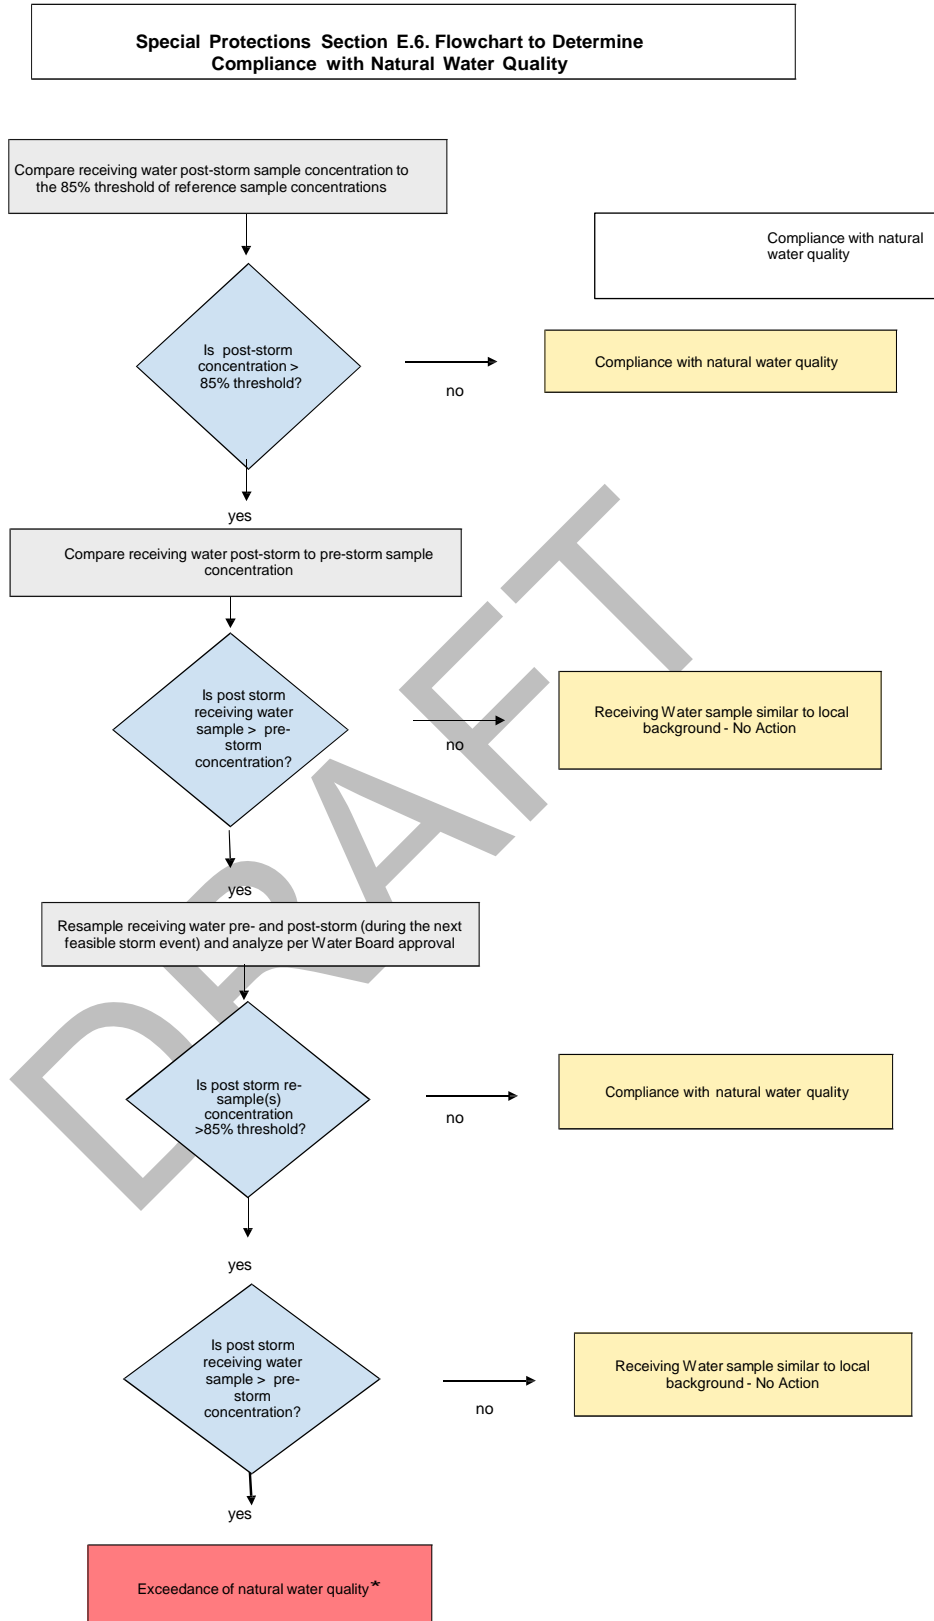 Special Protections Section E.6. Flowchart to Determine
Compliance with Natural Water Quality
Compare receiving water post-storm sample concentration to
the 85% threshold of reference sample concentrations
Compliance with natural
water quality
Is post-storm
concentration >
85% threshold?
no
Compliance with natural water quality
yes
Compare receiving water post-storm to pre-storm sample
concentration
Is post storm
receiving water
sample > pre-
storm
concentration?
no
Receiving Water sample similar to local
background - No Action
yes
Resample receiving water pre- and post-storm (during the next
feasible storm event) and analyze per Water Board approval
Is post storm re-
sample(s)
concentration
>85% threshold?
no
Compliance with natural water quality
yes
Is post storm
receiving water
sample > pre-
storm
concentration?
no
Receiving Water sample similar to local
background - No Action
yes
Exceedance of natural water quality*
DRAFT